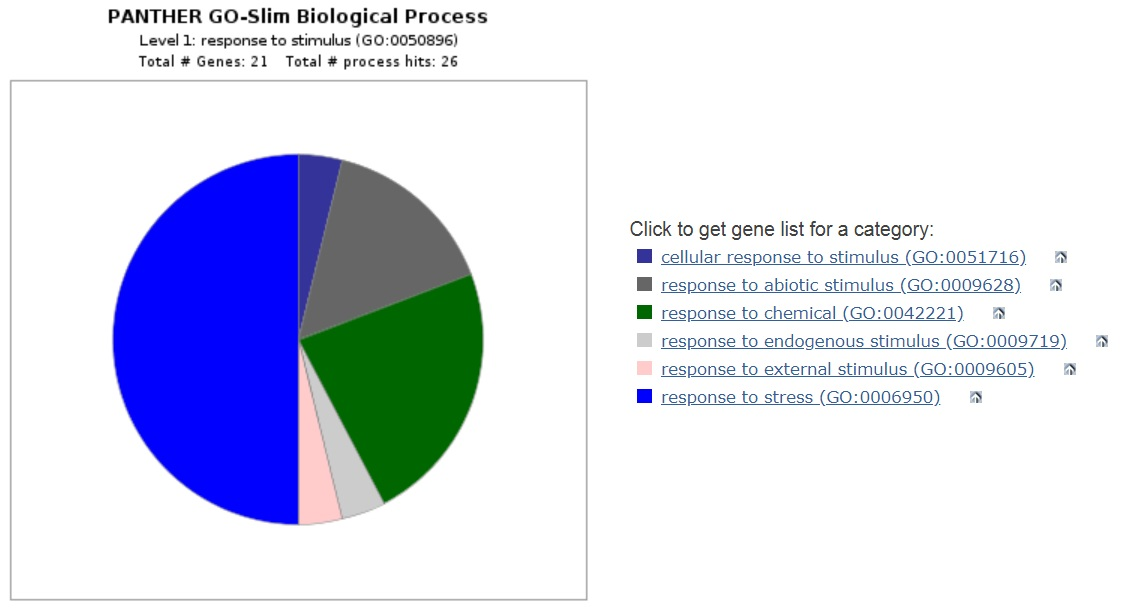 PANTHER GO-Slim Biological Process
Level 1: response to stimulus (GO:0050896)
Total # Genes: 21 Total # process hits: 26
Click to get gene list for a category:
cellular response to stimulus (GO:0051716)
response to abiotic stimulus (GO:0009628)
response to chemical (GO:0042221)
response to endogenous stimulus (GO:0009719)
response to external stimulus (GO:0009605)
response to stress (GO:0006950)